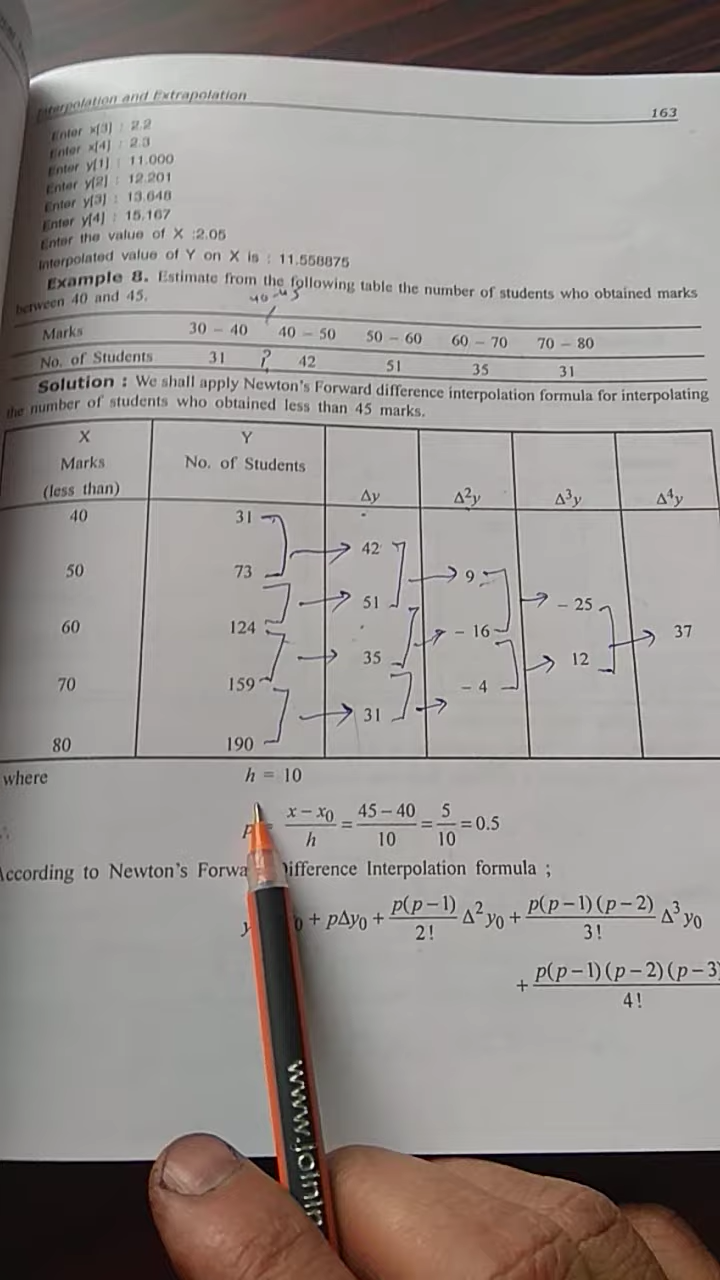 Interpolation and Extrapolation 163
Enter x[3] : 2.2
Enter x[4] : 2.3
Enter y[1] : 11.000
Enter y[2] : 12.201
Enter y[3] : 13.648
Enter y[4] : 15.167
Enter the value of X :2.05
Interpolated value of Y on X is : 11.558875
Example 8. Estimate from the following table the number of students who obtained marks
between 40 and 45.
40-45
Marks 30 – 40 40 – 50 50 – 60 60 – 70 70 – 80
No. of Students 31 ? 42 51 35 31
Solution : We shall apply Newton's Forward difference interpolation formula for interpolating
the number of students who obtained less than 45 marks.
X Y
Marks No. of Students
(less than) Δy Δ²y Δ³y Δ⁴y
40 31
42
50 73 9
51 – 25
60 124 – 16 37
35 12
70 159 – 4
31
80 190
where h = 10
∴ p = x – x₀ / h = 45 – 40 / 10 = 5 / 10 = 0.5
According to Newton's Forwa Difference Interpolation formula ;
y + pΔy₀ + p(p – 1) / 2! Δ²y₀ + p(p – 1) (p – 2) / 3! Δ³y₀
+ p(p – 1) (p – 2) (p – 3) / 4!
www.join